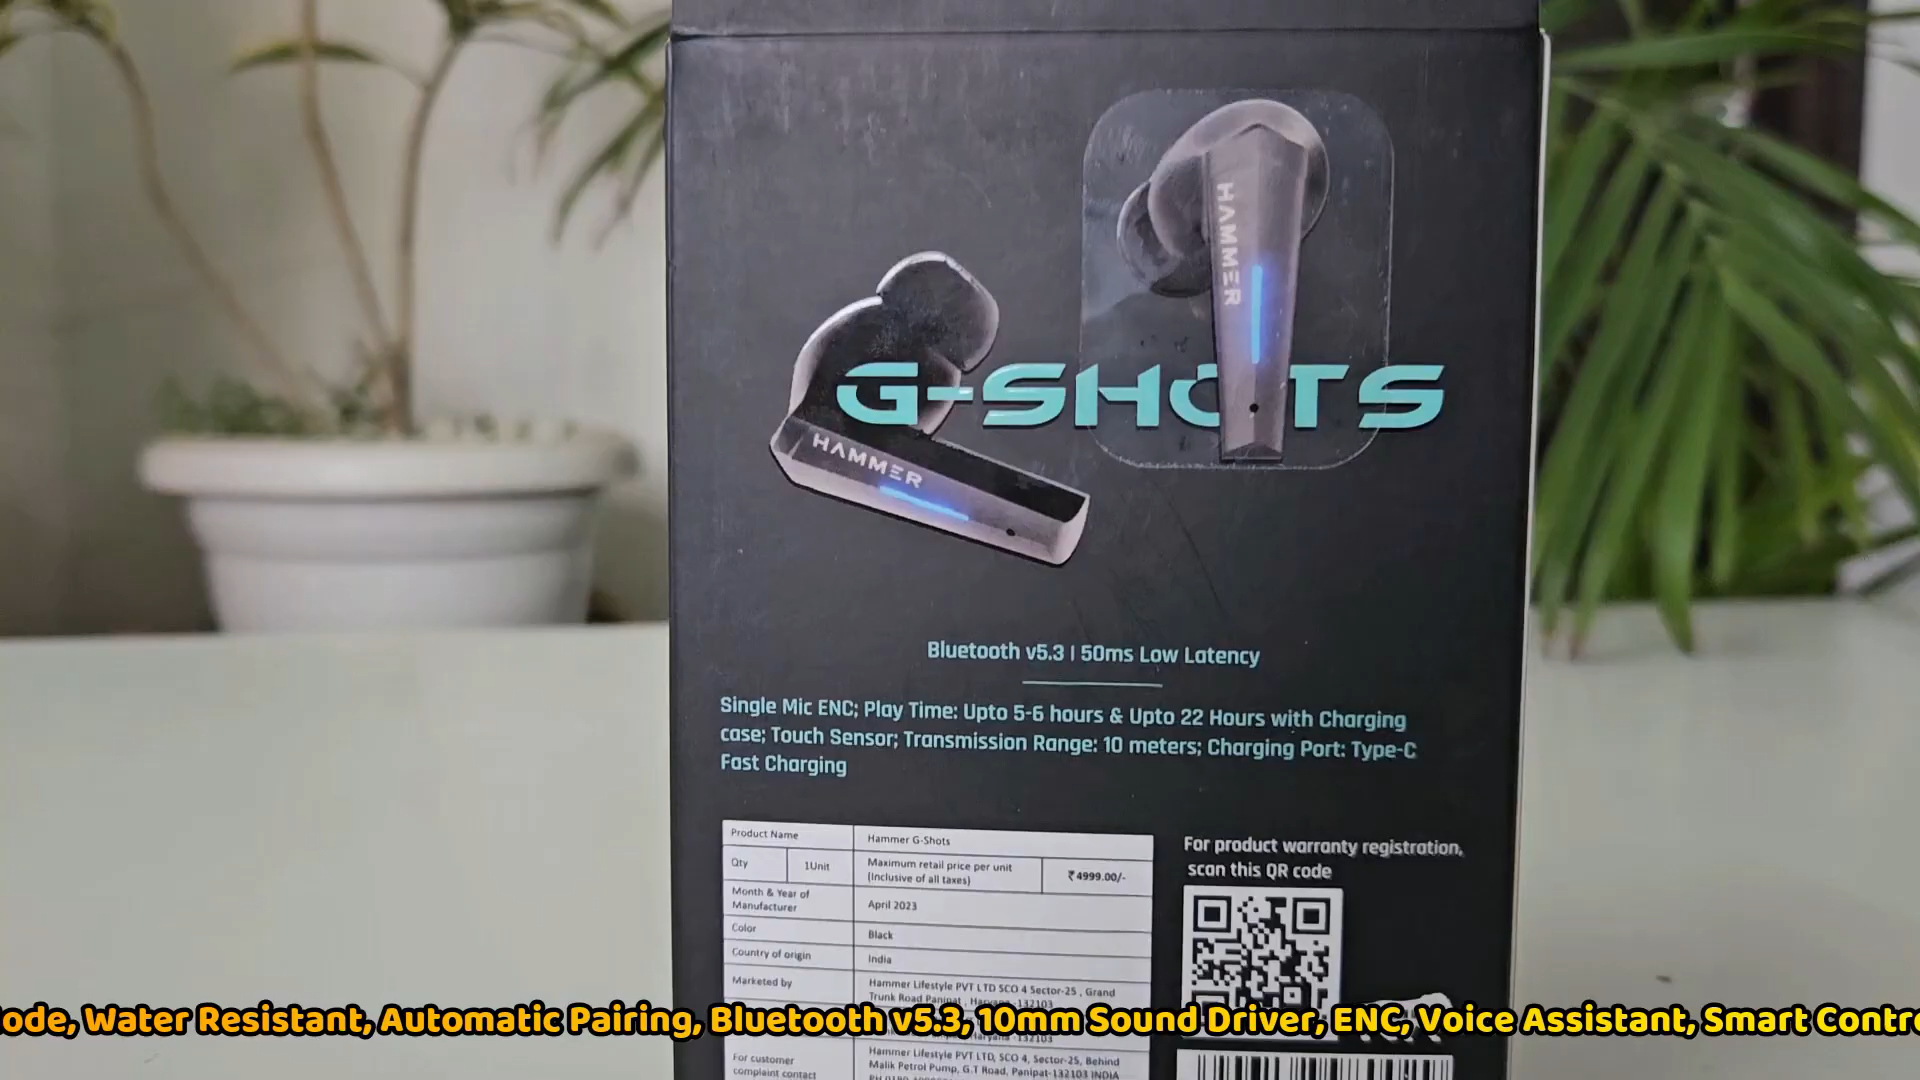 HAMMER
G-SHOTS
HAMMER
Bluetooth v5.3 | 50ms Low Latency
Single Mic ENC; Play Time: Upto 5-6 hours & Upto 22 Hours with Charging
case; Touch Sensor; Transmission Range: 10 meters; Charging Port: Type-C
Fast Charging
Product Name Hammer G-Shots
Qty 1Unit Maximum retail price per unit (Inclusive of all taxes) ₹4999.00/-
Month & Year of Manufacturer April 2023
Color Black
Country of origin India
Marketed by Hammer Lifestyle PVT LTD SCO 4 Sector-25 , Grand
Trunk Road Panipat , Haryana -132103
For customer complaint contact Hammer Lifestyle PVT LTD, SCO 4, Sector-25, Behind
Malik Petrol Pump, G.T Road, Panipat-132103 INDIA
For product warranty registration,
scan this QR code
ode, Water Resistant, Automatic Pairing, Bluetooth v5.3, 10mm Sound Driver, ENC, Voice Assistant, Smart Contro